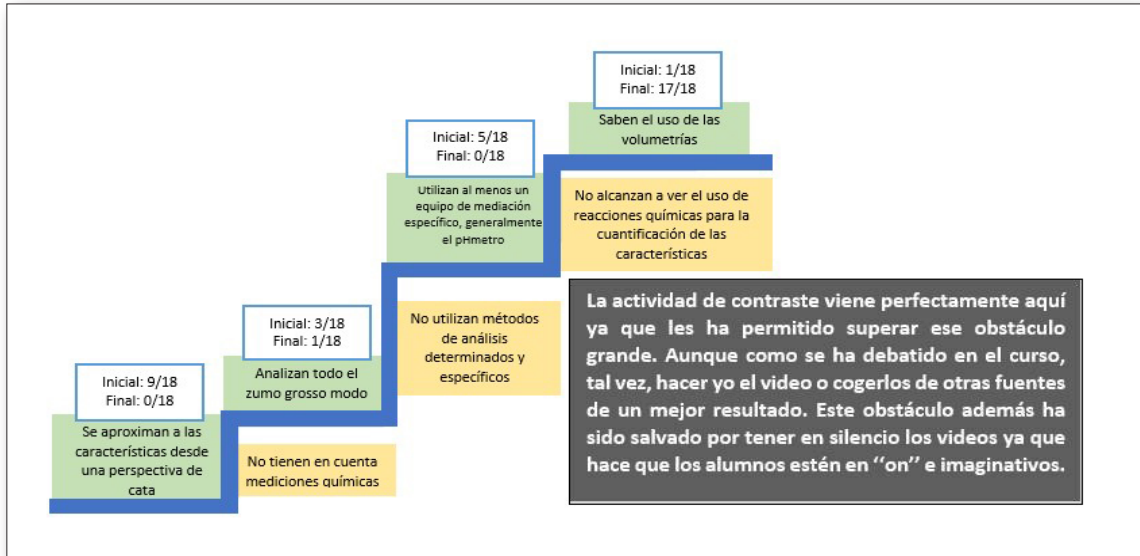 Inicial: 1/18
Final: 17/18
Saben el uso de las
volumetrías
Inicial: 5/18
Final: 0/18
Utilizan al menos un
equipo de mediación
específico, generalmente
el pHmetro
No alcanzan a ver el uso de
reacciones químicas para la
cuantificación de las
características
Inicial: 3/18
Final: 1/18
Analizan todo el
zumo grosso modo
No utilizan métodos
de análisis
determinados y
específicos
Inicial: 9/18
Final: 0/18
Se aproximan a las
características desde
una perspectiva de
cata
No tienen en cuenta
mediciones químicas
La actividad de contraste viene perfectamente aquí
ya que les ha permitido superar ese obstáculo
grande. Aunque como se ha debatido en el curso,
tal vez, hacer yo el video o cogerlos de otras fuentes
de un mejor resultado. Este obstáculo además ha
sido salvado por tener en silencio los videos ya que
hace que los alumnos estén en ‘‘on’’ e imaginativos.